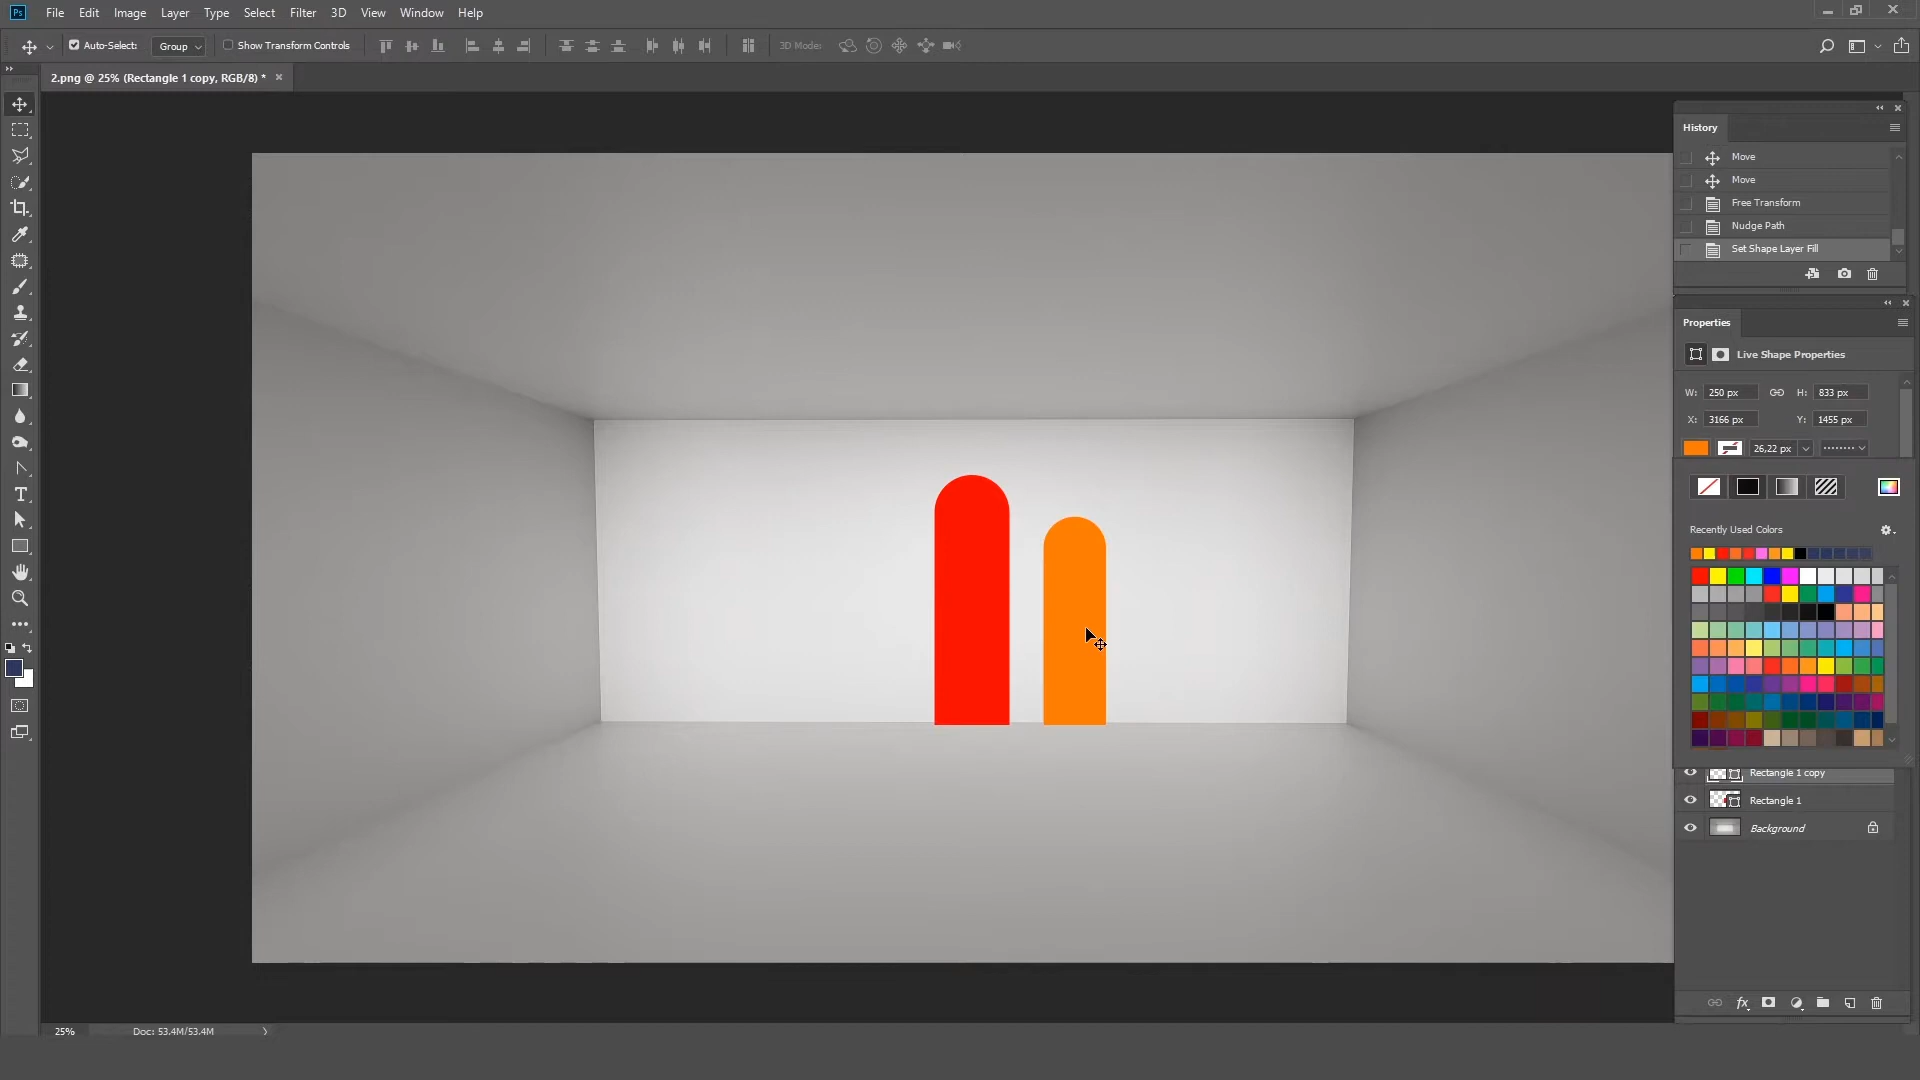 Ps File Edit Image Layer Type Select Filter 3D View Window Help
Auto-Select: Group Show Transform Controls 3D Mode:
2.png @ 25% (Rectangle 1 copy, RGB/8) *
History
Move
Move
Free Transform
Nudge Path
Set Shape Layer Fill
Properties
Live Shape Properties
W: 250 px H: 833 px
X: 3166 px Y: 1455 px
26,22 px
Recently Used Colors
Rectangle 1 copy
Rectangle 1
Background
fx
25% Doc: 53.4M/53.4M